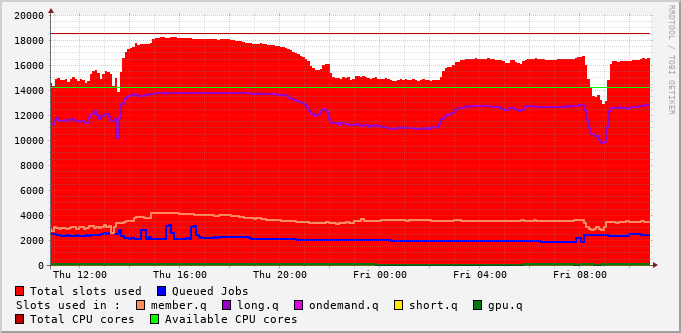 20000
18000
16000
14000
12000
10000
8000
6000
4000
2000
0
Thu 12:00 Thu 16:00 Thu 20:00 Fri 00:00 Fri 04:00 Fri 08:00
RRDTOOL / TOBI OETIKER
Total slots used Queued Jobs
Slots used in : member.q long.q ondemand.q short.q gpu.q
Total CPU cores Available CPU cores